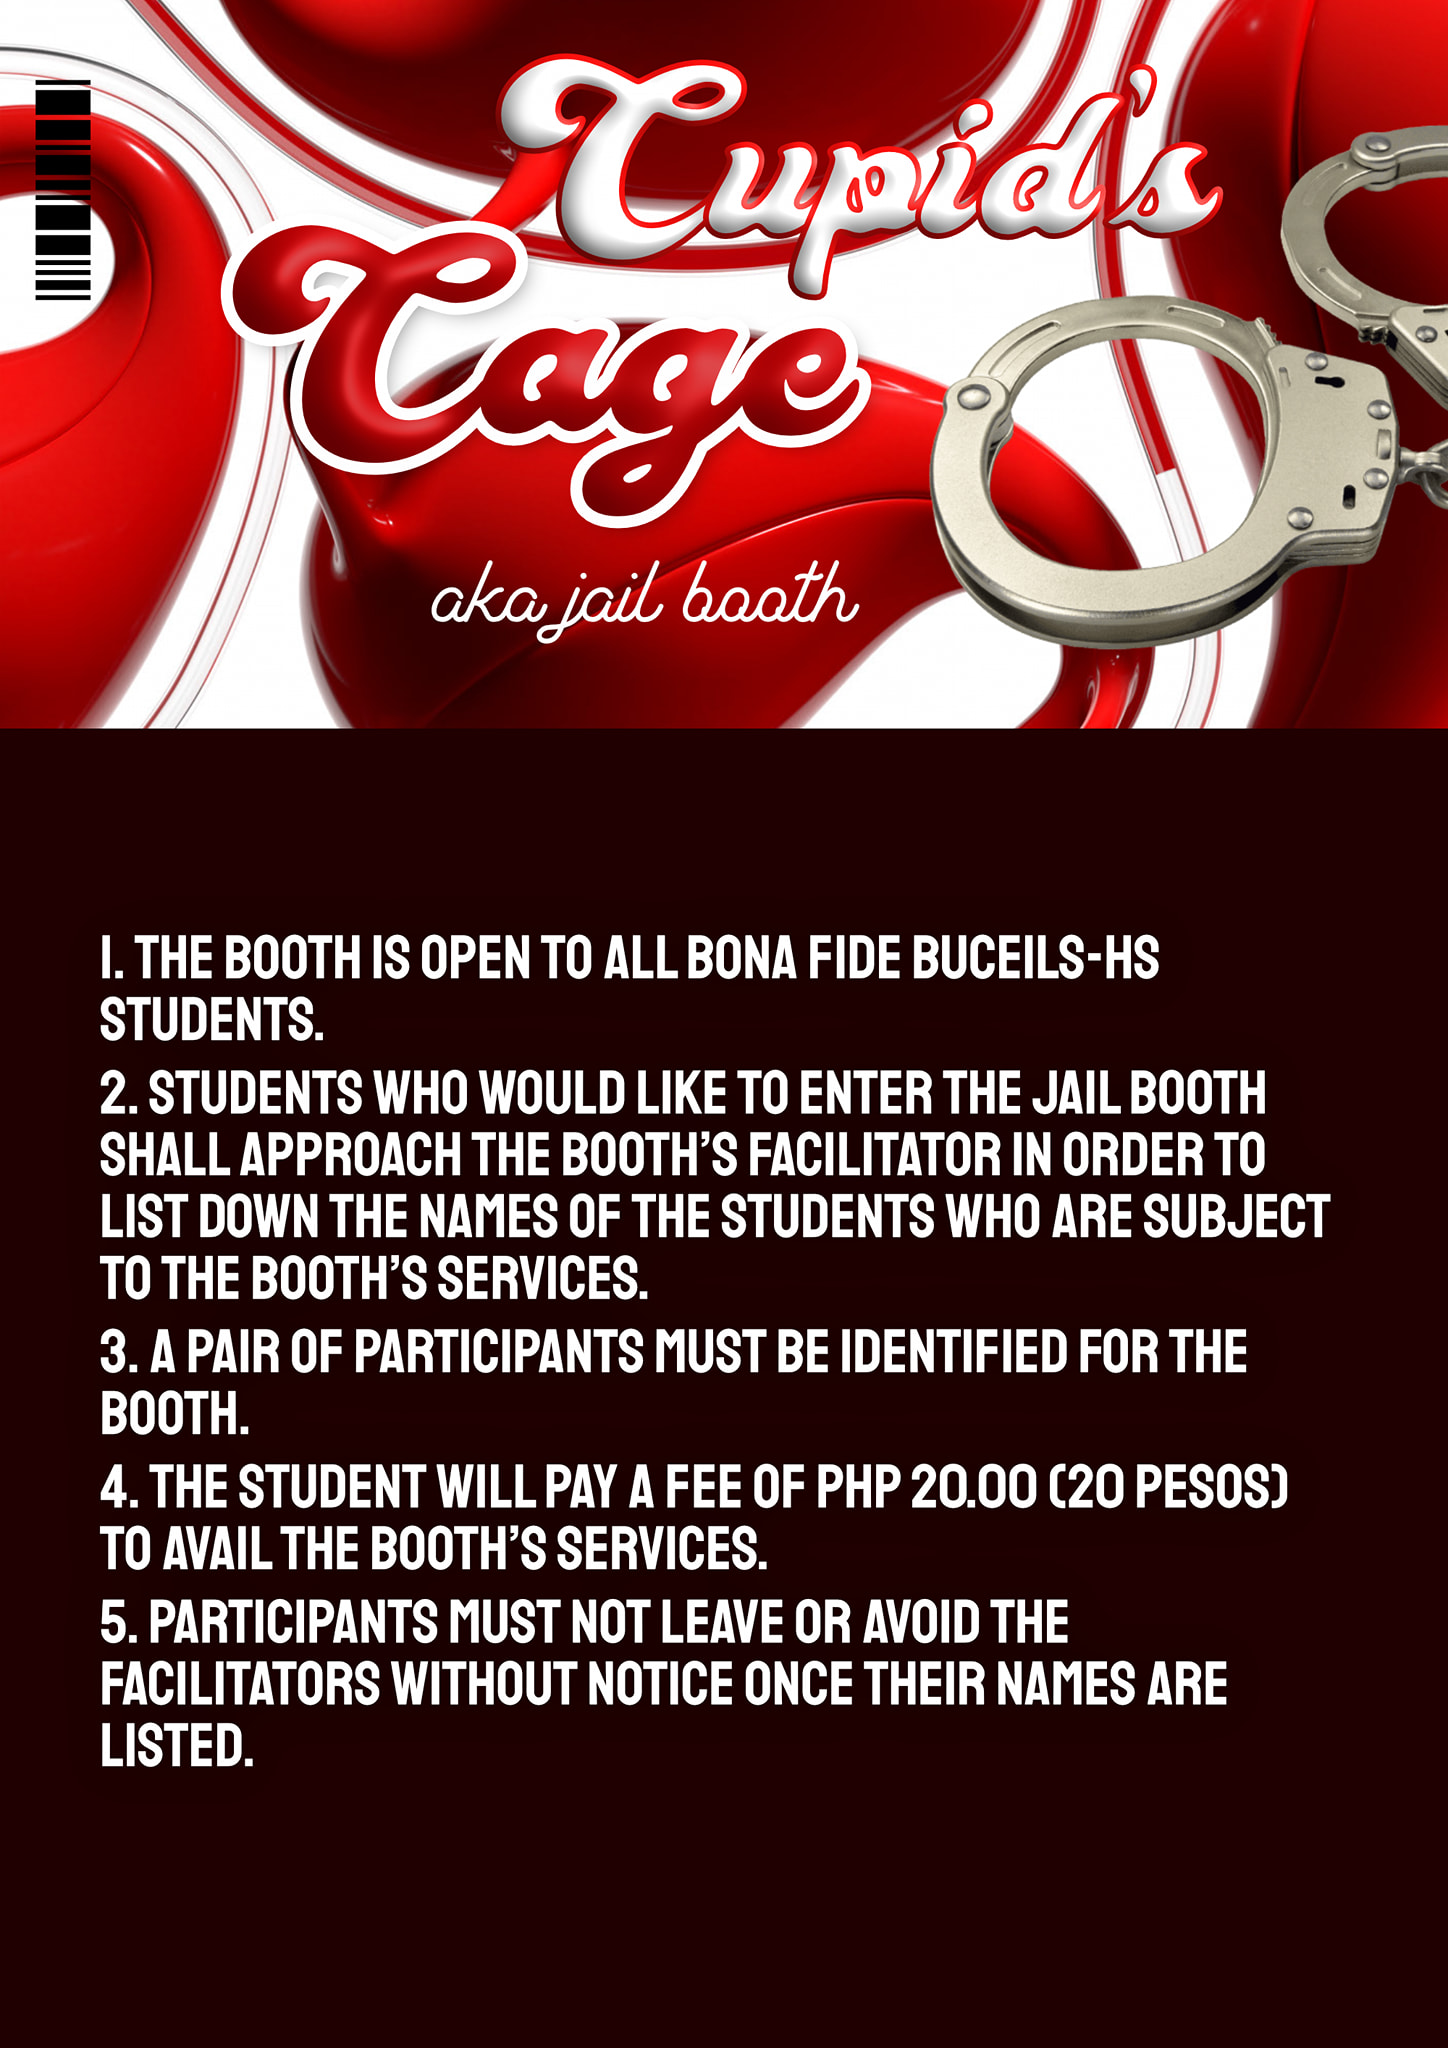 Cupid's
Cage
aka jail booth
1. THE BOOTH IS OPEN TO ALL BONA FIDE BUCEILS-HS
STUDENTS.
2. STUDENTS WHO WOULD LIKE TO ENTER THE JAIL BOOTH
SHALL APPROACH THE BOOTH’S FACILITATOR IN ORDER TO
LIST DOWN THE NAMES OF THE STUDENTS WHO ARE SUBJECT
TO THE BOOTH’S SERVICES.
3. A PAIR OF PARTICIPANTS MUST BE IDENTIFIED FOR THE
BOOTH.
4. THE STUDENT WILL PAY A FEE OF PHP 20.00 (20 PESOS)
TO AVAIL THE BOOTH’S SERVICES.
5. PARTICIPANTS MUST NOT LEAVE OR AVOID THE
FACILITATORS WITHOUT NOTICE ONCE THEIR NAMES ARE
LISTED.